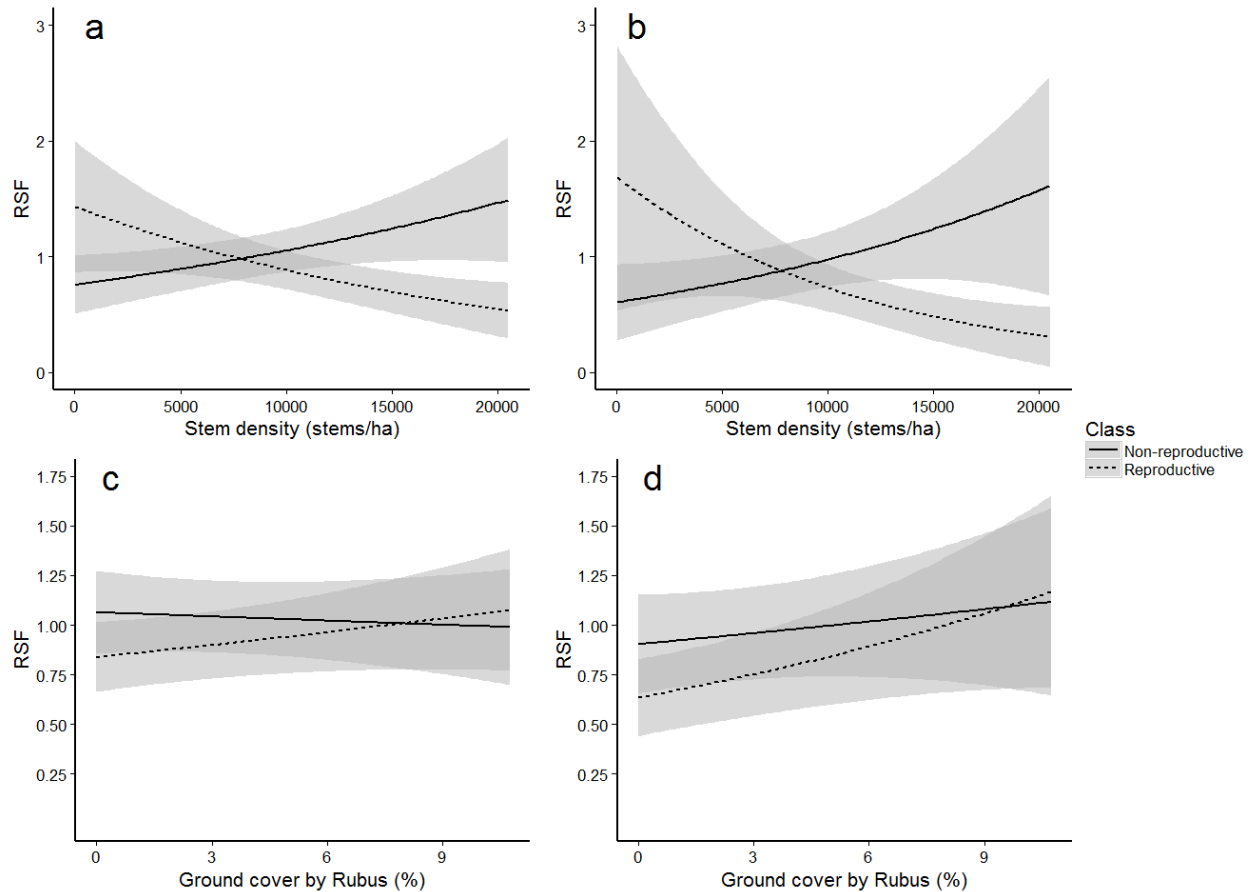 a
b
3
2
1
0
RSF
0 5000 10000 15000 20000
Stem density (stems/ha)
3
2
1
0
RSF
0 5000 10000 15000 20000
Stem density (stems/ha)
Class
Non-reproductive
Reproductive
c
d
1.75
1.50
1.25
1.00
0.75
0.50
0.25
RSF
0 3 6 9
Ground cover by Rubus (%)
1.75
1.50
1.25
1.00
0.75
0.50
0.25
RSF
0 3 6 9
Ground cover by Rubus (%)